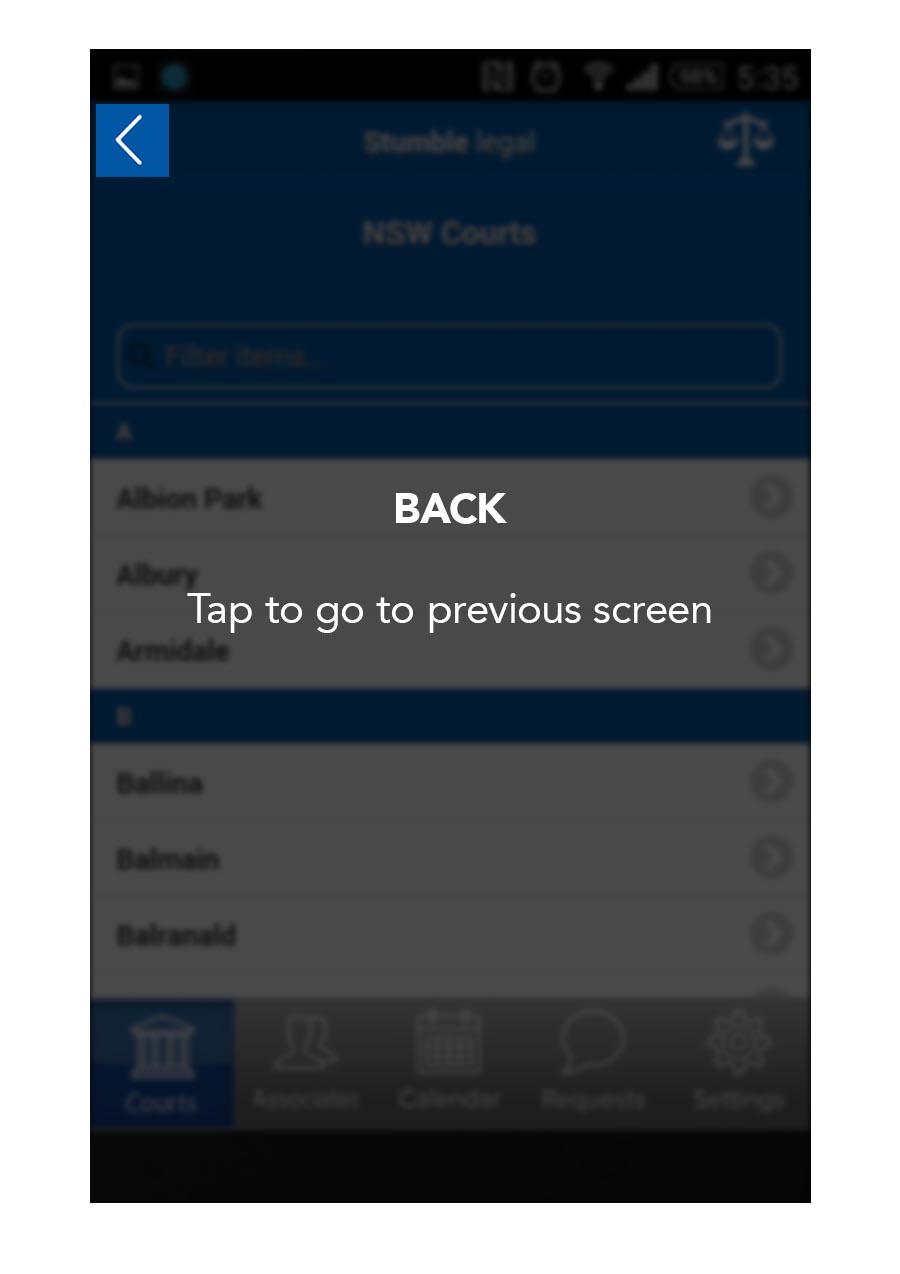 98% 5:35
Stumble legal
NSW Courts
Filter items...
A
Albion Park
BACK
Albury
Tap to go to previous screen
Armidale
B
Ballina
Balmain
Balranald
Courts Associates Calendar Requests Settings